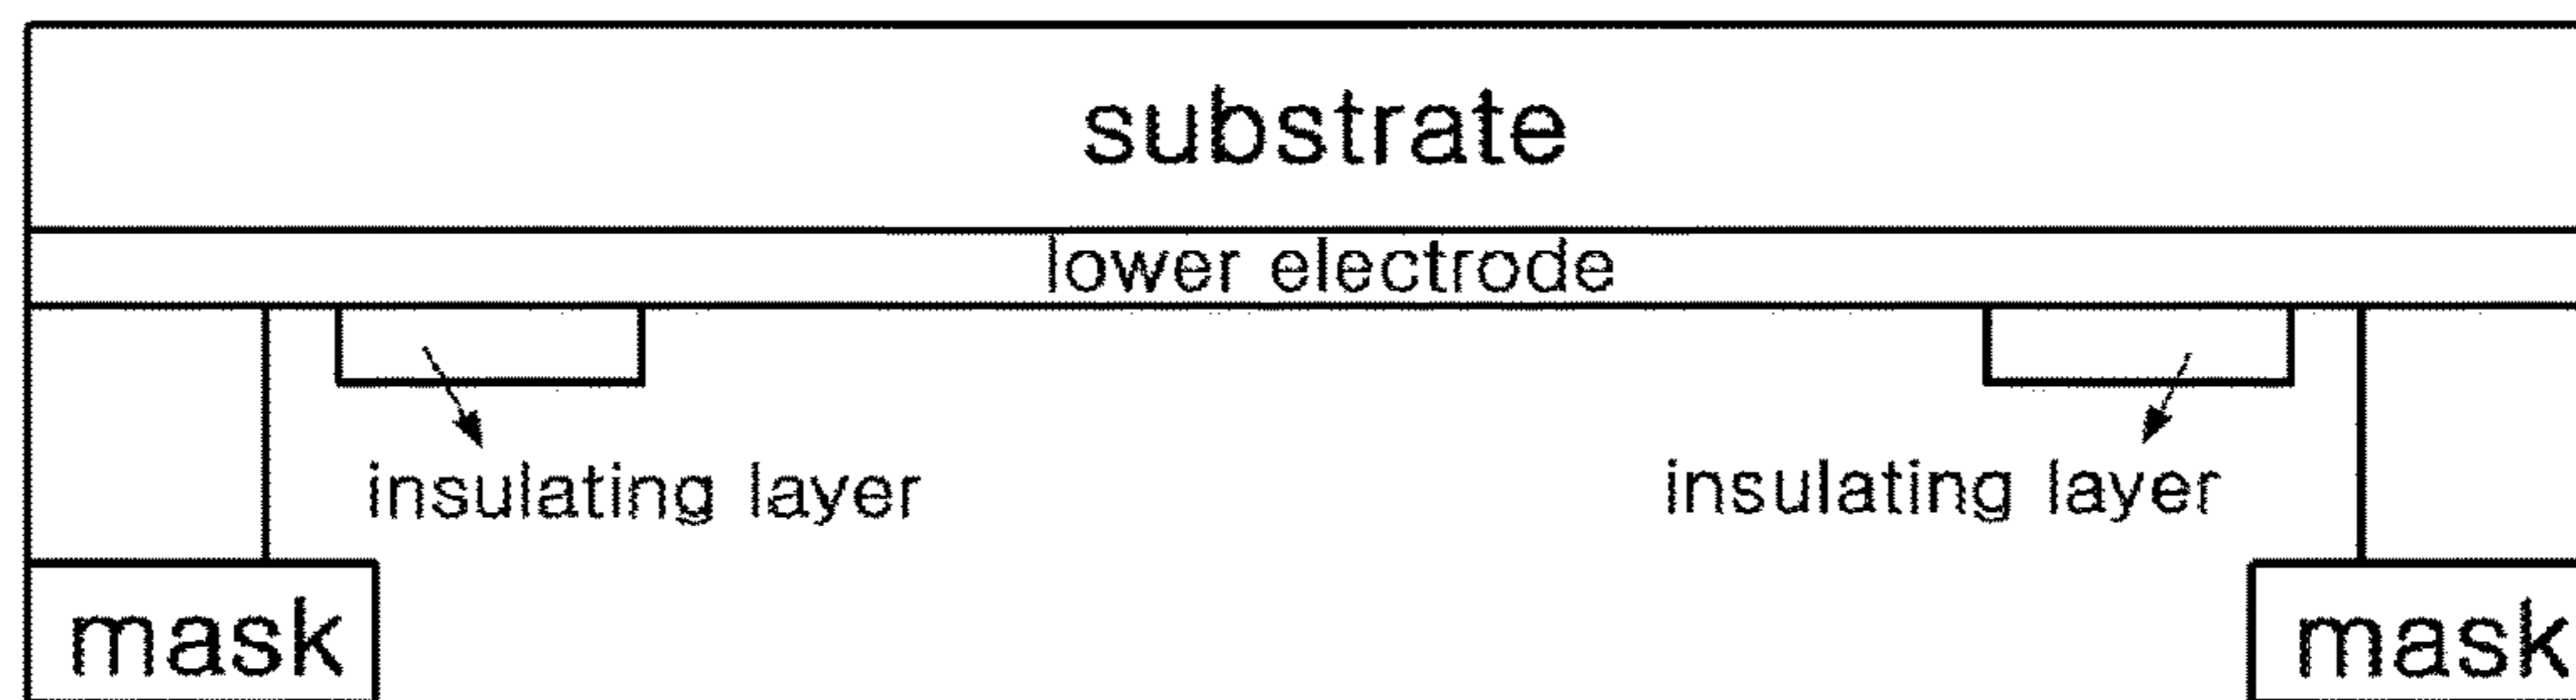 substrate
lower electrode
insulating layer
insulating layer
mask
mask